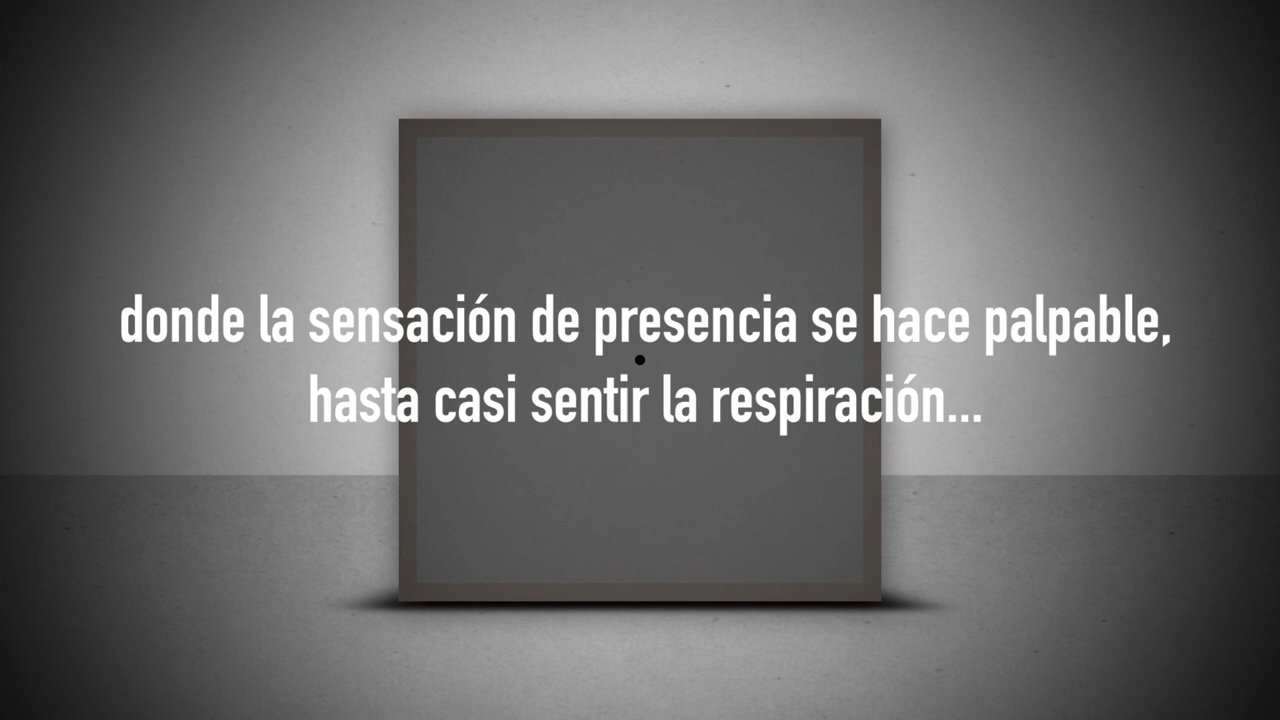 donde la sensación de presencia se hace palpable,
hasta casi sentir la respiración...